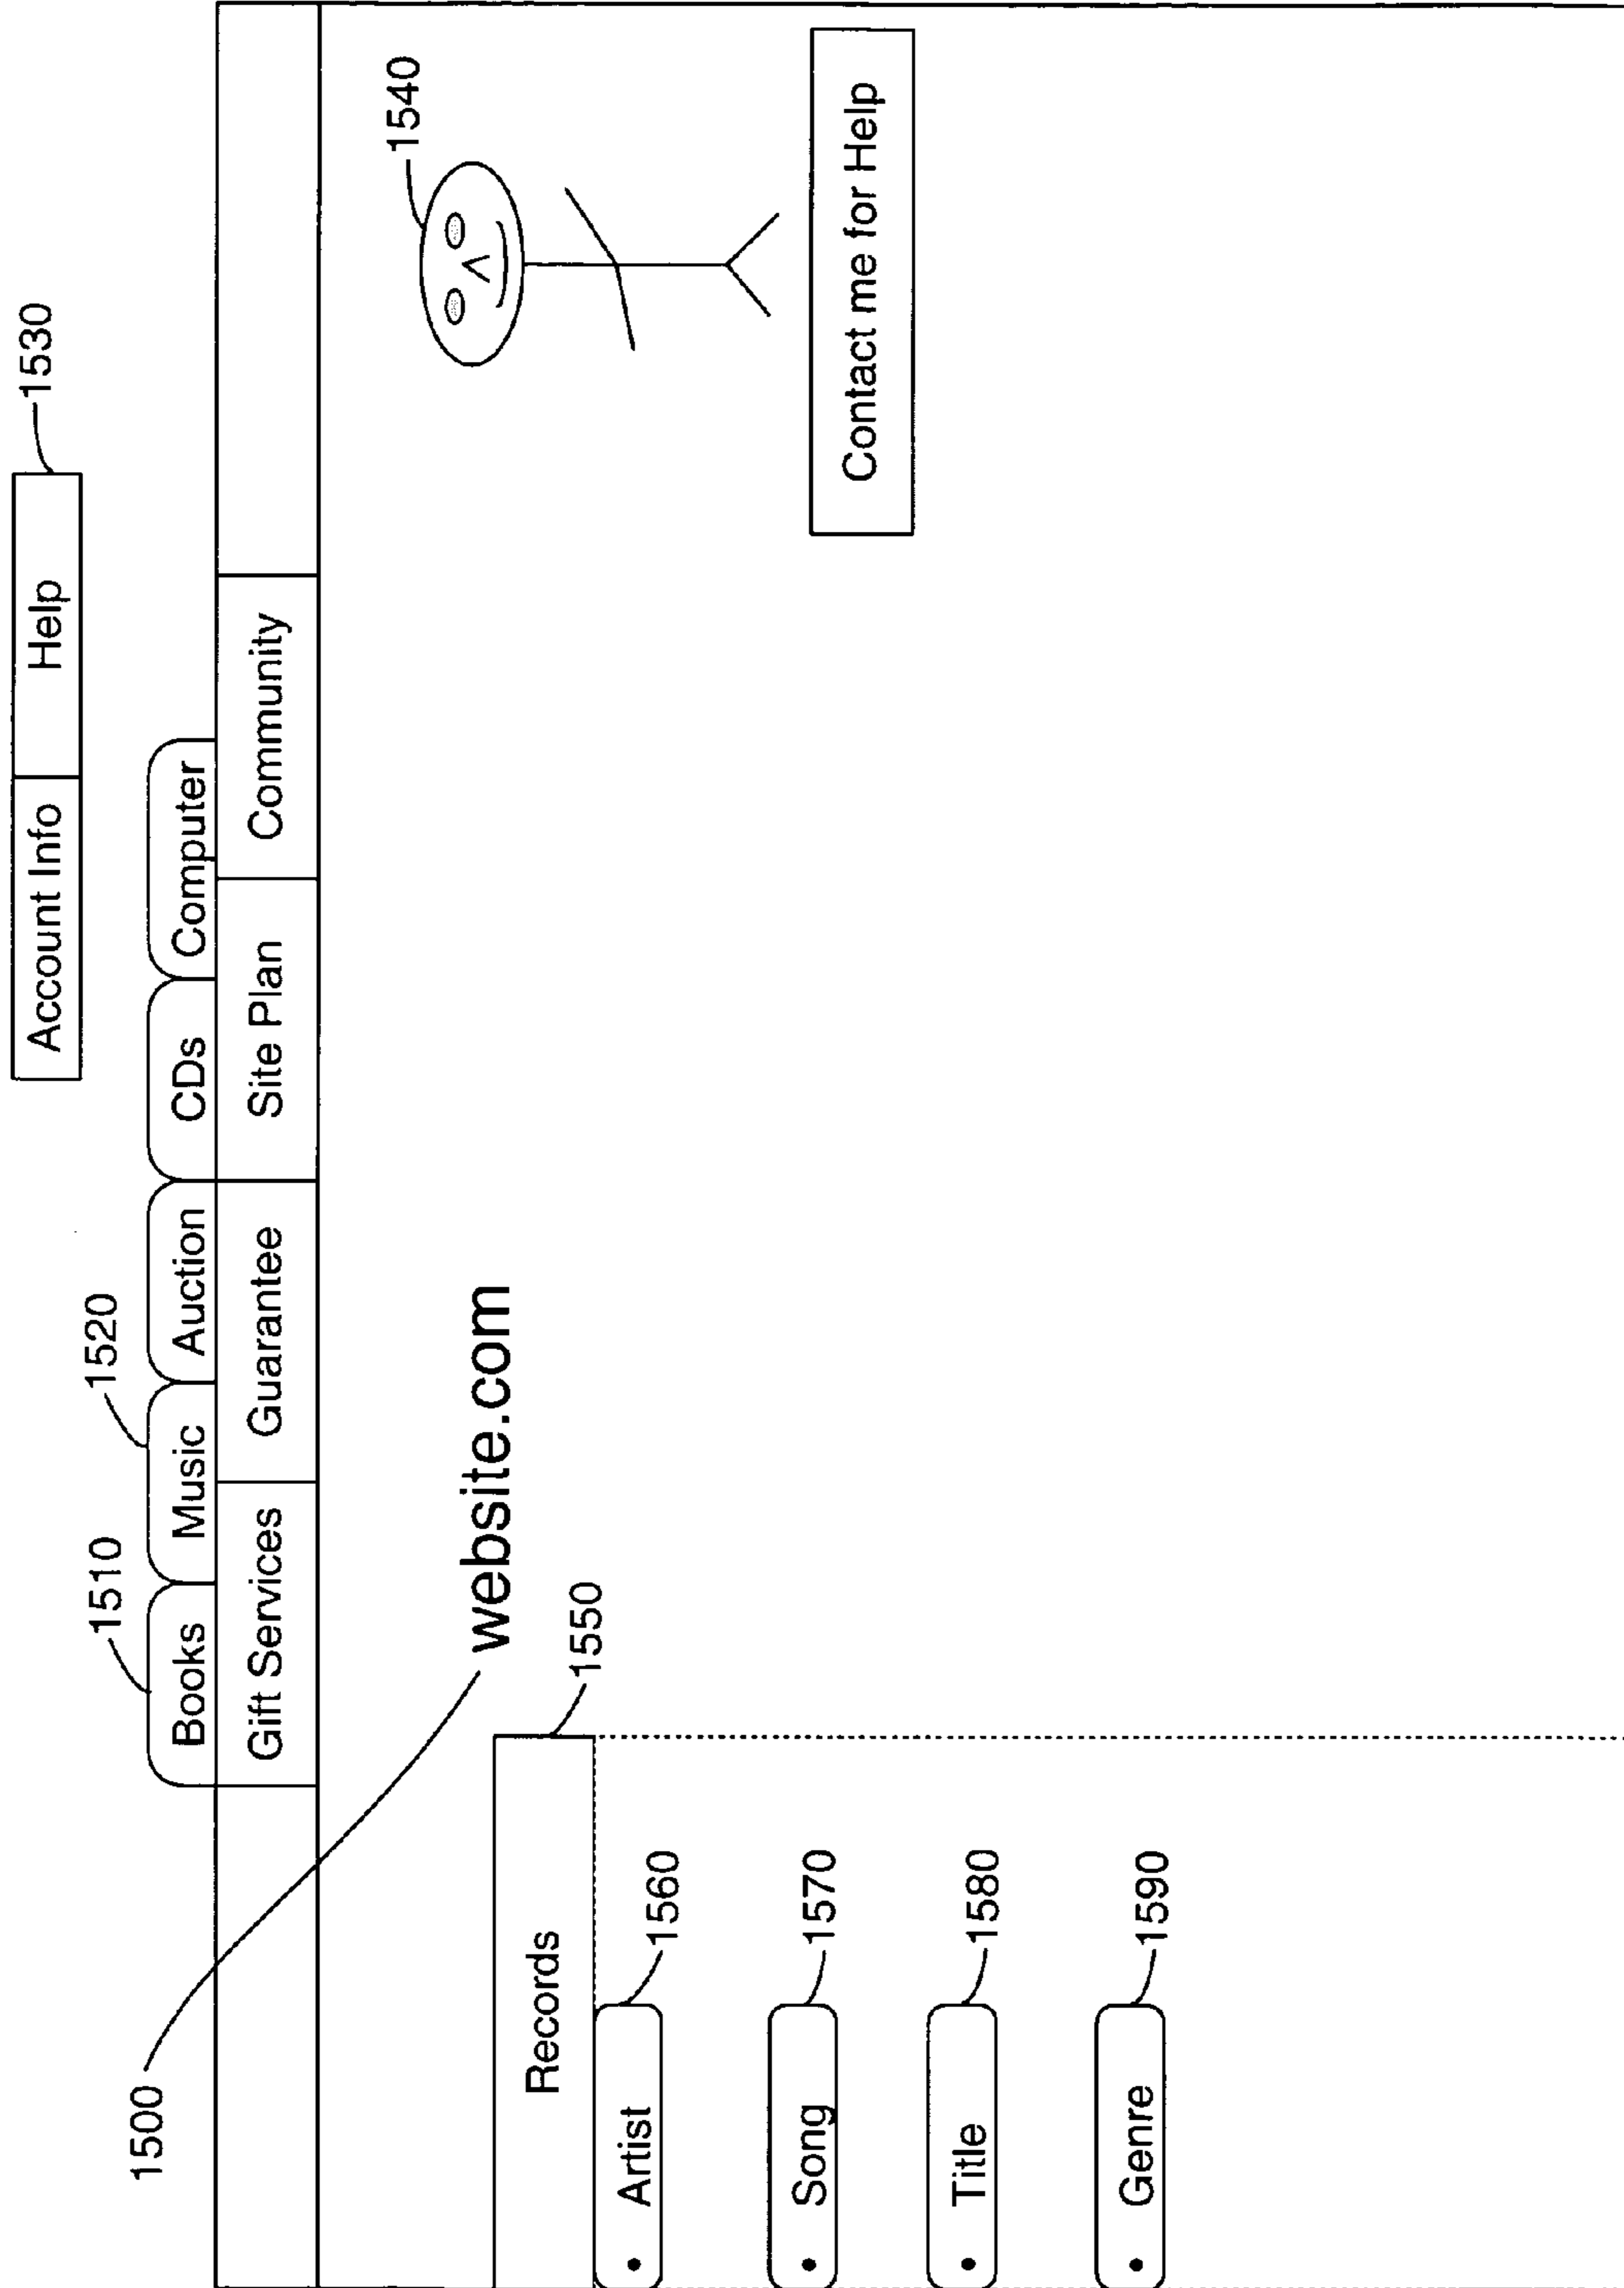 Account Info Help 1530
1510 1520
Books Music Auction CDs Computer
Gift Services Guarantee Site Plan Community
1500
1540
website.com
Records 1550
Artist 1560
Song 1570
Title 1580
Genre 1590
Contact me for Help